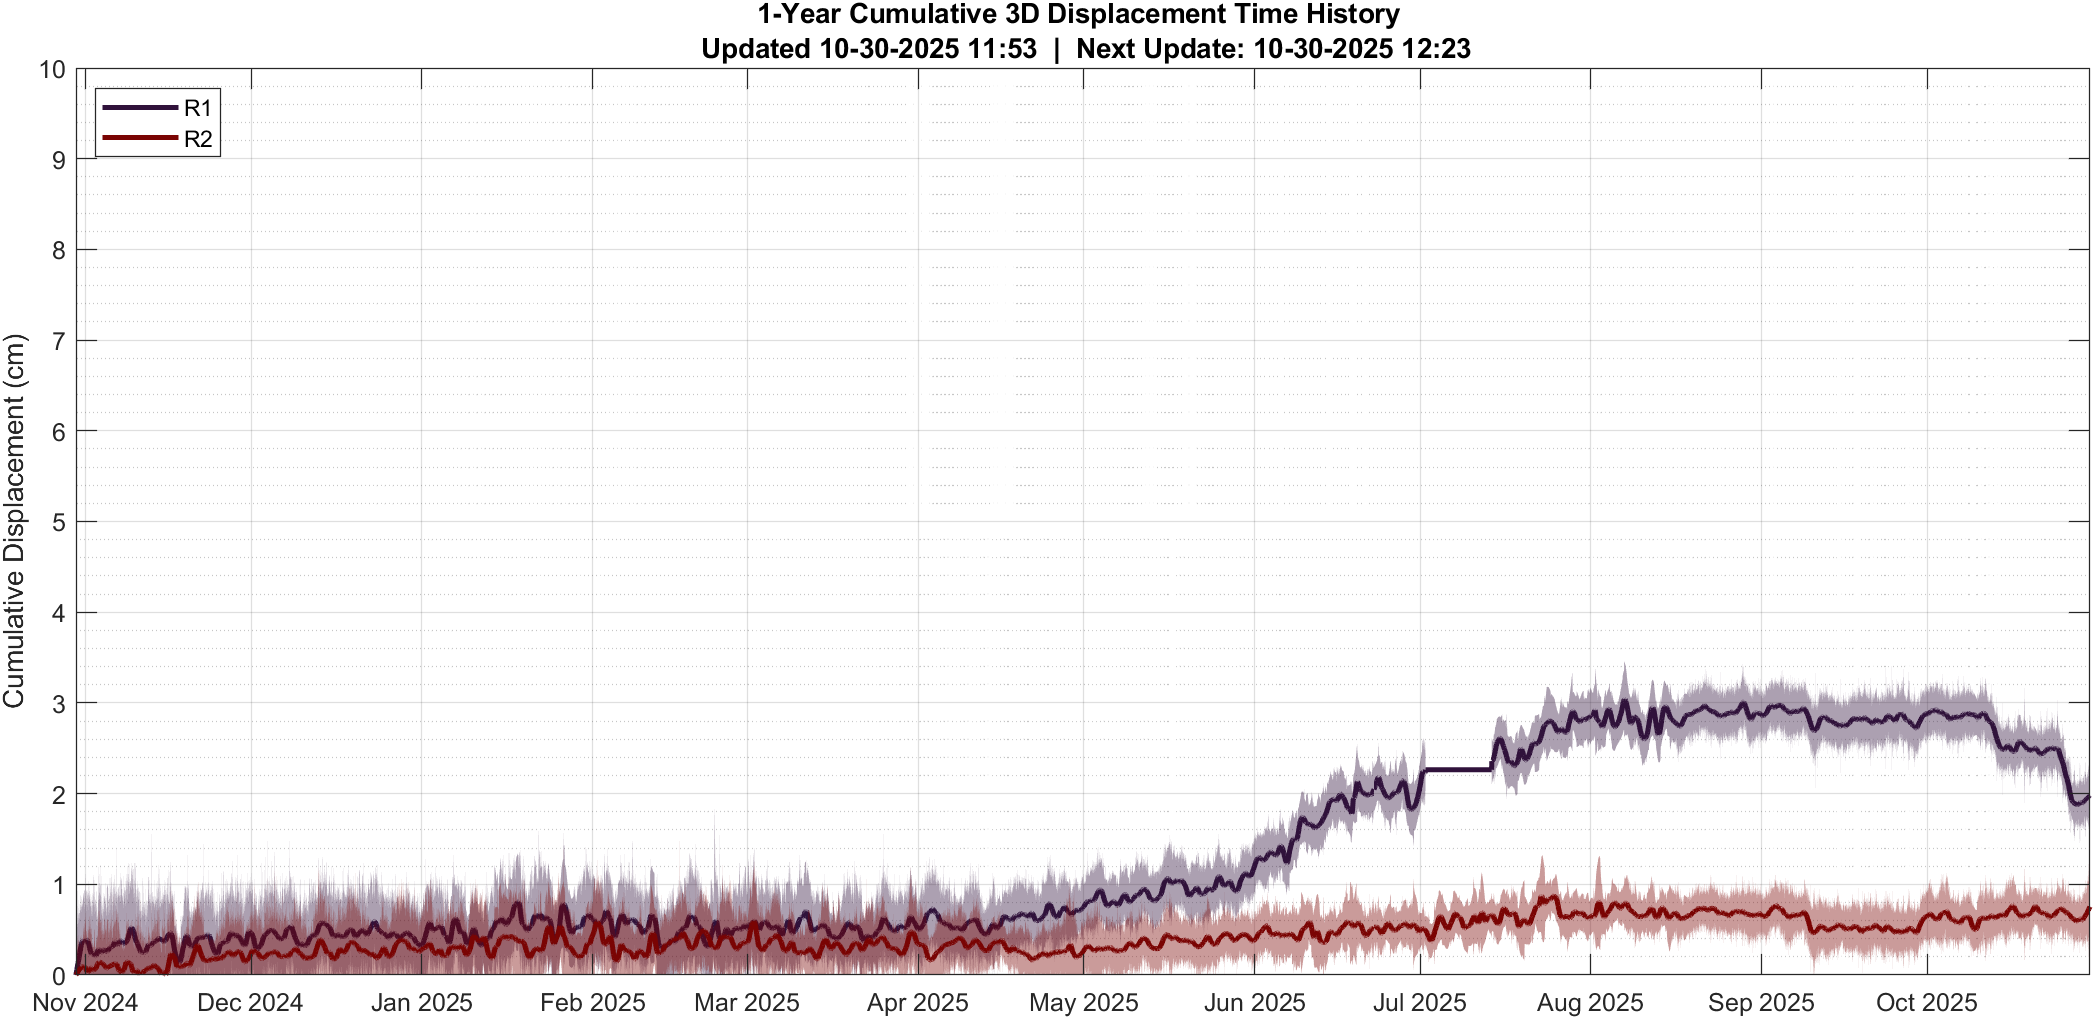 1-Year Cumulative 3D Displacement Time History
Updated 10-30-2025 11:53 | Next Update: 10-30-2025 12:23
R1
R2
Cumulative Displacement (cm)
10
9
8
7
6
5
4
3
2
1
0
Nov 2024 Dec 2024 Jan 2025 Feb 2025 Mar 2025 Apr 2025 May 2025 Jun 2025 Jul 2025 Aug 2025 Sep 2025 Oct 2025